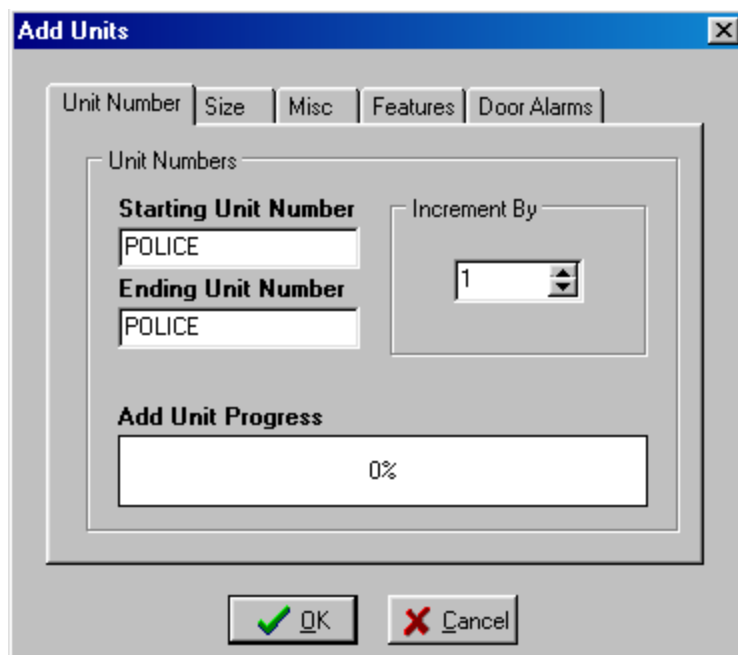 Add Units
Unit Number Size Misc Features Door Alarms
Unit Numbers
Starting Unit Number
POLICE
Ending Unit Number
POLICE
Increment By
1
Add Unit Progress
0%
OK Cancel